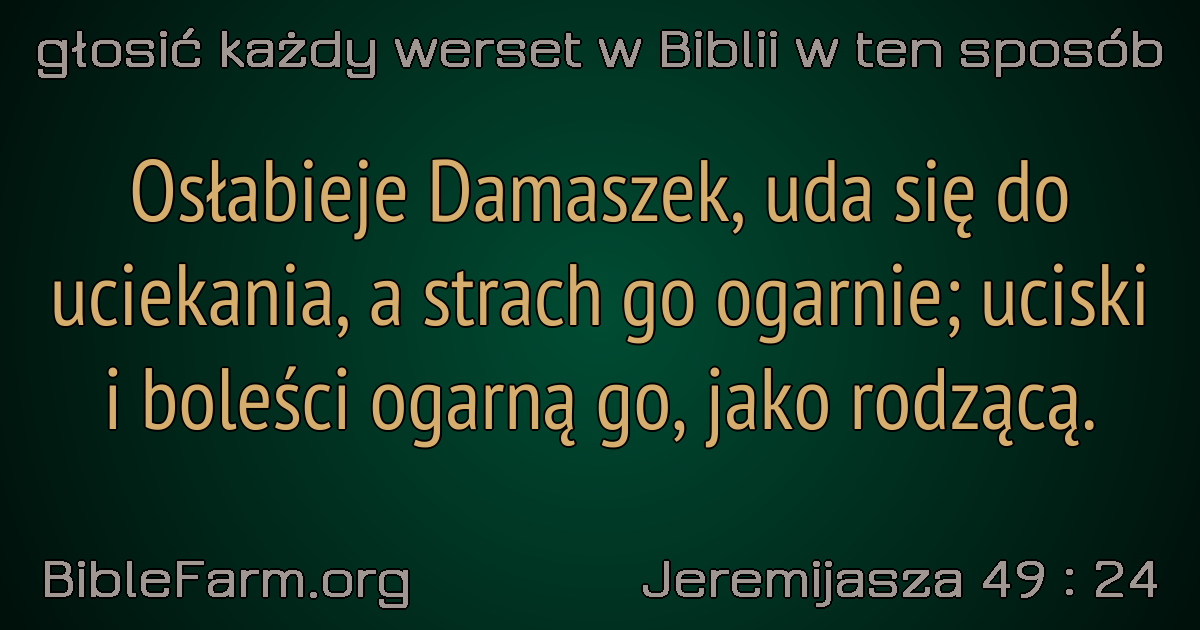 głosić każdy werset w Biblii w ten sposób
Osłabieje Damaszek, uda się do
uciekania, a strach go ogarnie; uciski
i boleści ogarną go, jako rodzącą.
BibleFarm.org
Jeremijasza 49 : 24